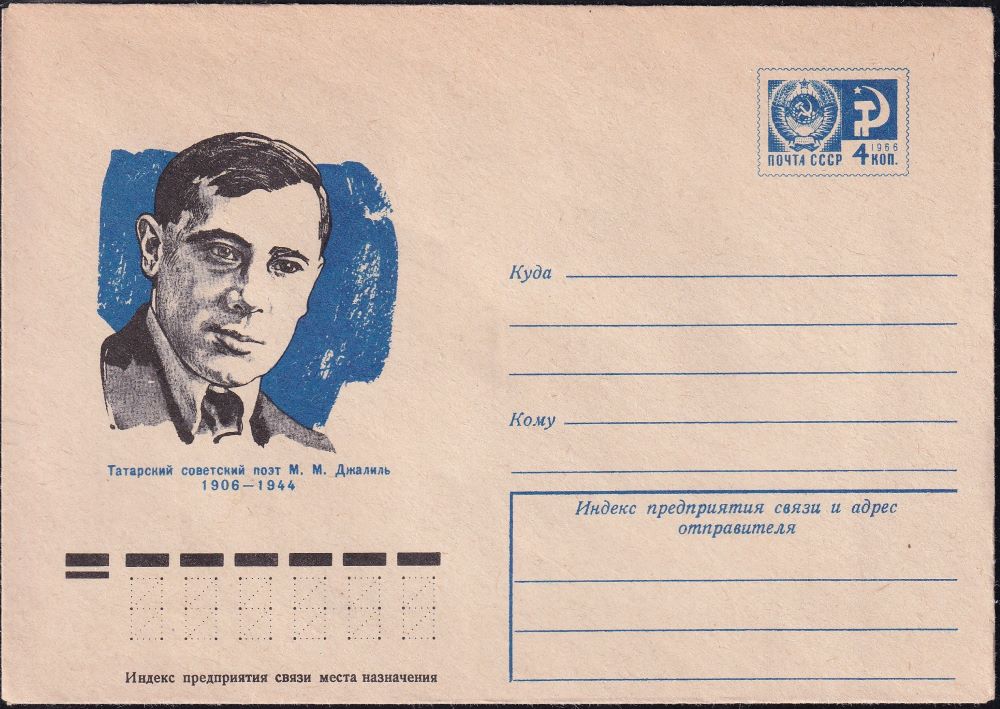 1966
ПОЧТА СССР 4 КОП.
Куда
Кому
Татарский советский поэт М. М. Джалиль
1906—1944
Индекс предприятия связи и адрес
отправителя
Индекс предприятия связи места назначения